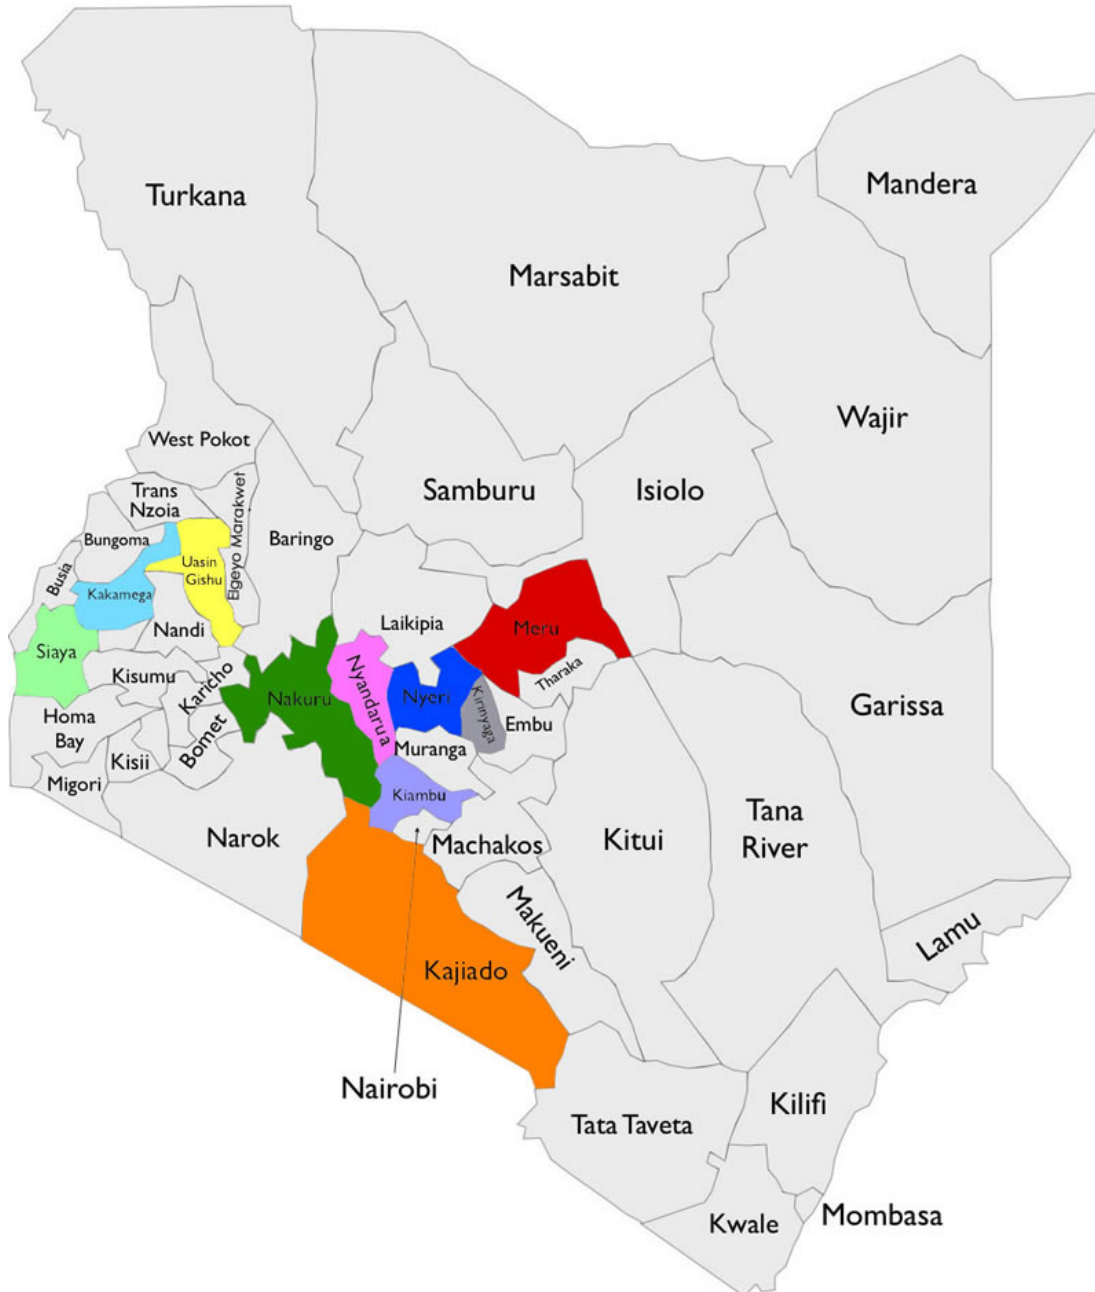 Turkana
Mandera
Marsabit
Wajir
West Pokot
Samburu
Isiolo
Trans
Nzoia
Elgeyo Marakwet
Bungoma
Baringo
Busia
Uasin
Gishu
Kakamega
Nandi
Laikipia
Meru
Siaya
Kisumu
Karicho
Nakuru
Nyandarua
Nyeri
Kirinyaga
Tharaka
Embu
Garissa
Homa
Bay
Bomet
Muranga
Kisii
Migori
Kiambu
Narok
Machakos
Kitui
Tana
River
Makueni
Lamu
Kajiado
Nairobi
Kilifi
Tata Taveta
Kwale
Mombasa